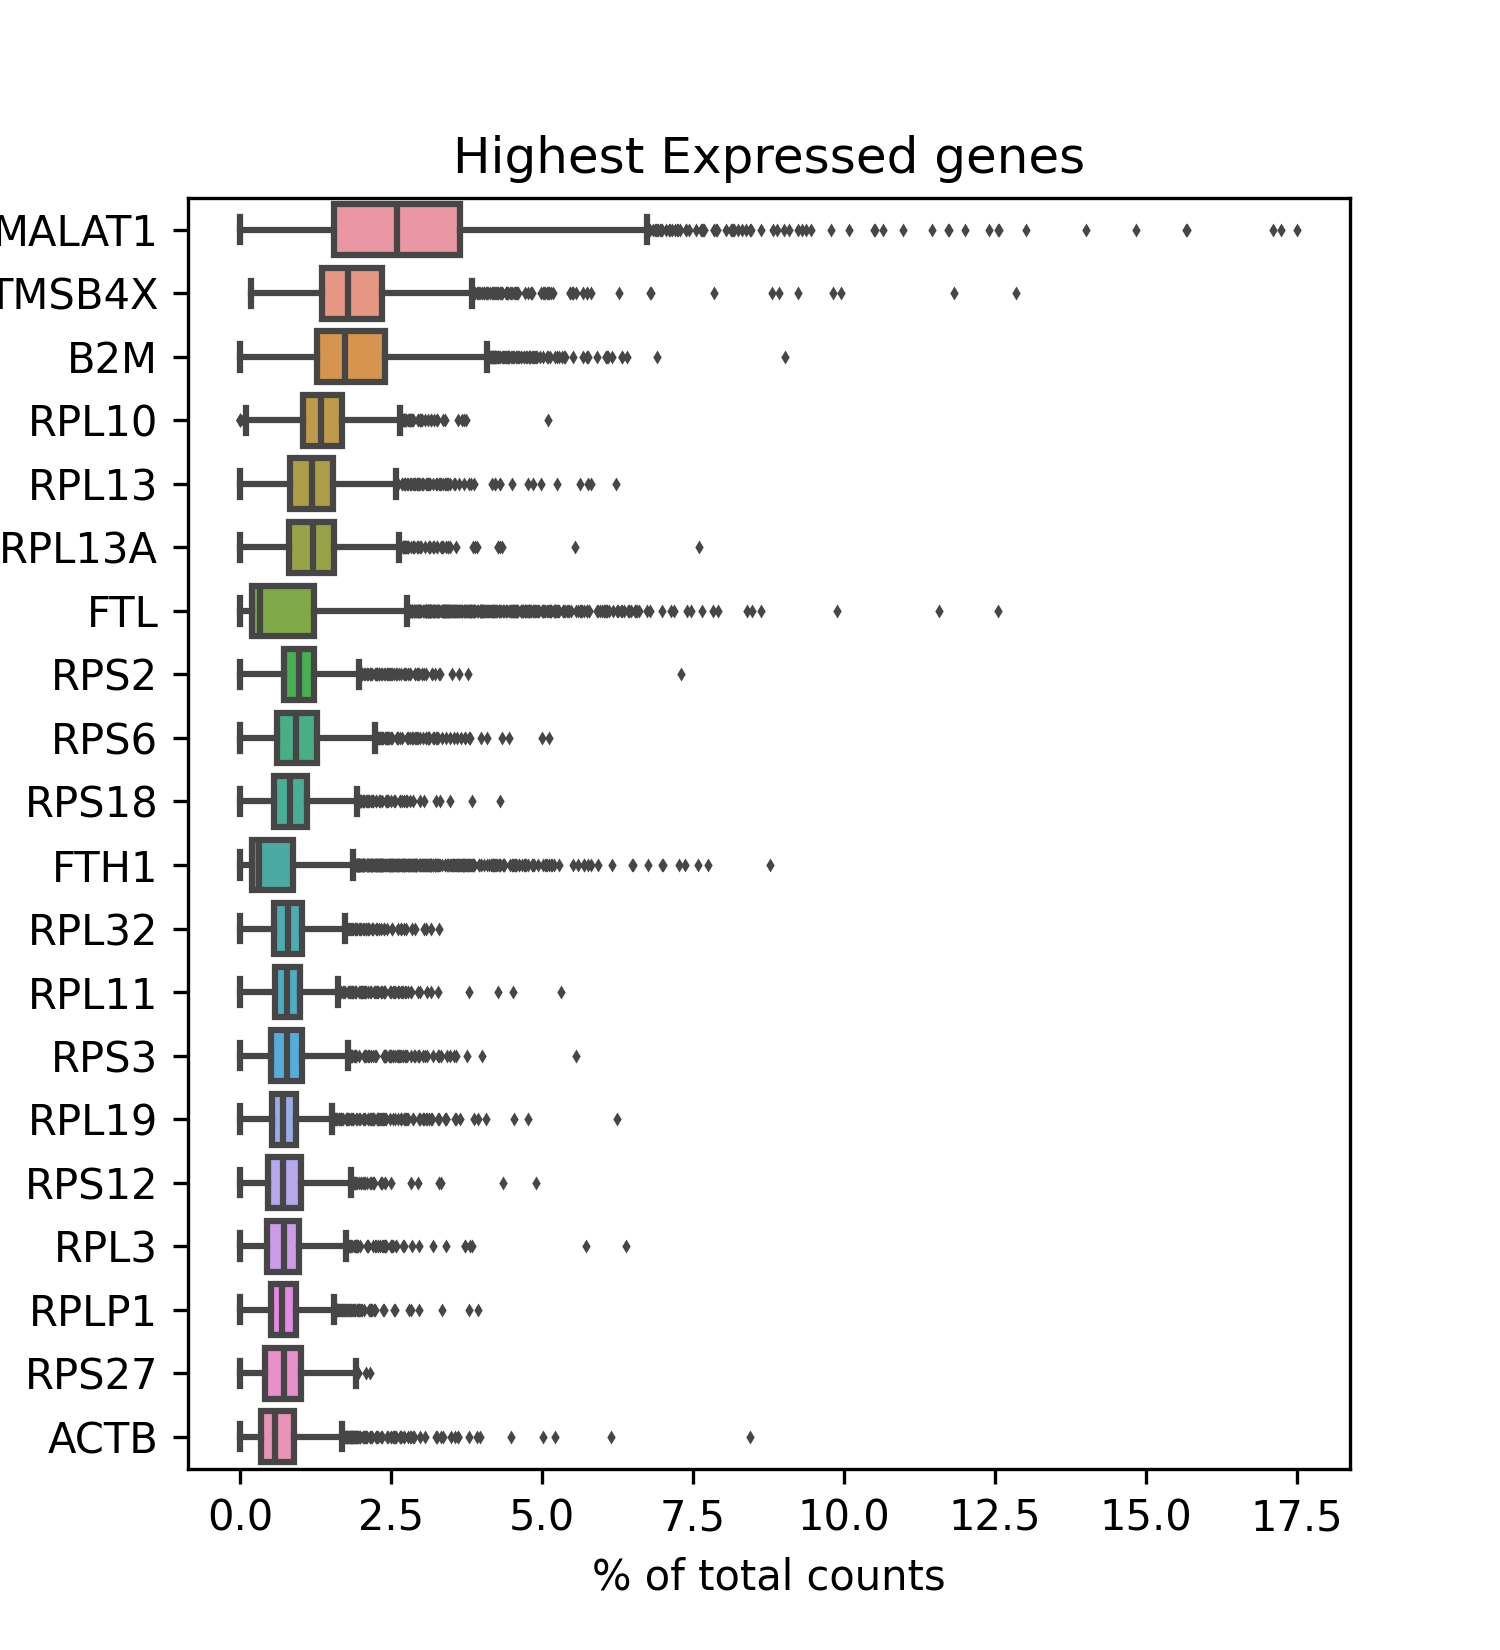 Highest Expressed genes
MALAT1
TMSB4X
B2M
RPL10
RPL13
RPL13A
FTL
RPS2
RPS6
RPS18
FTH1
RPL32
RPL11
RPS3
RPL19
RPS12
RPL3
RPLP1
RPS27
ACTB
0.0 2.5 5.0 7.5 10.0 12.5 15.0 17.5
% of total counts